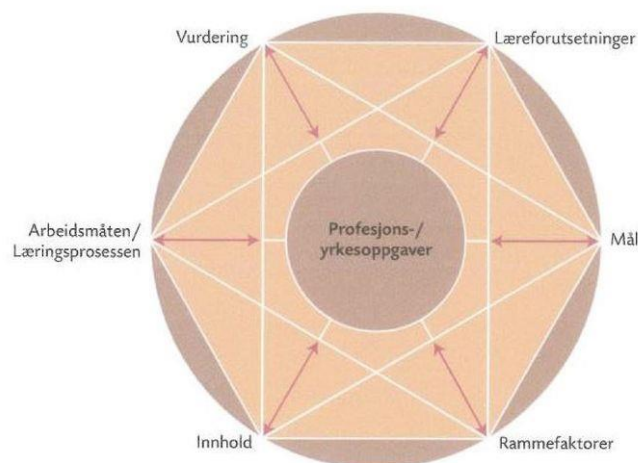 Vurdering
Læreforutsetninger
Arbeidsmåten/
Læringsprosessen
Profesjons-/
yrkesoppgaver
Mål
Innhold
Rammefaktorer